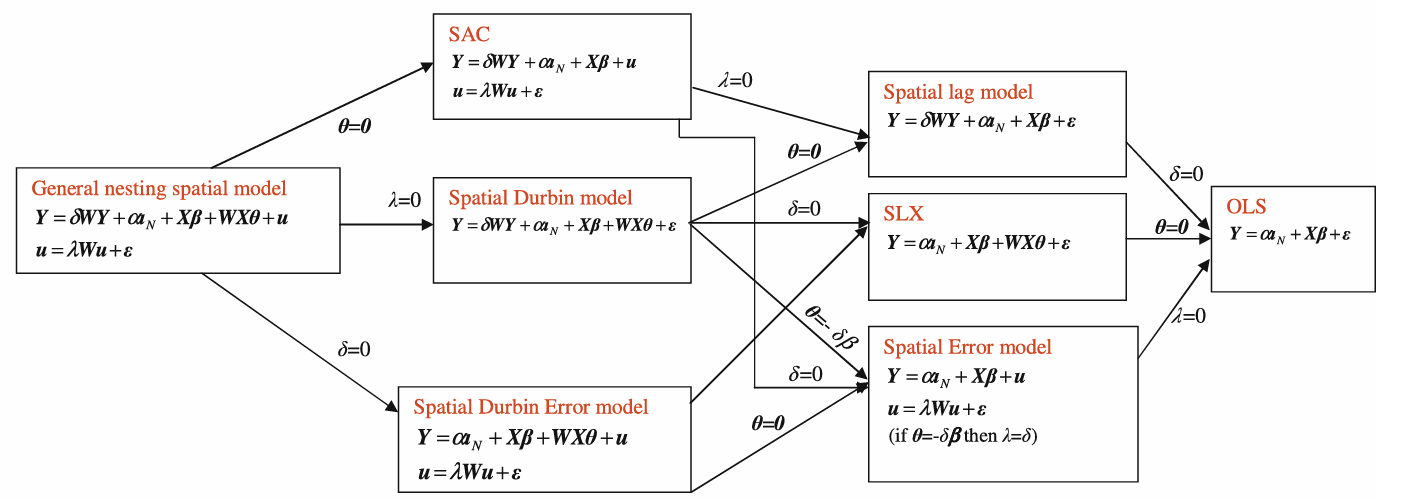 SAC
Y = δWY + αι_N + Xβ + u
u = λWu + ε
θ=0
General nesting spatial model
Y = δWY + αι_N + Xβ + WXθ + u
u = λWu + ε
λ=0
Spatial Durbin model
Y = δWY + αι_N + Xβ + WXθ + ε
δ=0
Spatial Durbin Error model
Y = αι_N + Xβ + WXθ + u
u = λWu + ε
λ=0
θ=0
δ=0
θ=-δβ
δ=0
θ=0
Spatial lag model
Y = δWY + αι_N + Xβ + ε
SLX
Y = αι_N + Xβ + WXθ + ε
Spatial Error model
Y = αι_N + Xβ + u
u = λWu + ε
(if θ=-δβ then λ=δ)
δ=0
θ=0
λ=0
OLS
Y = αι_N + Xβ + ε